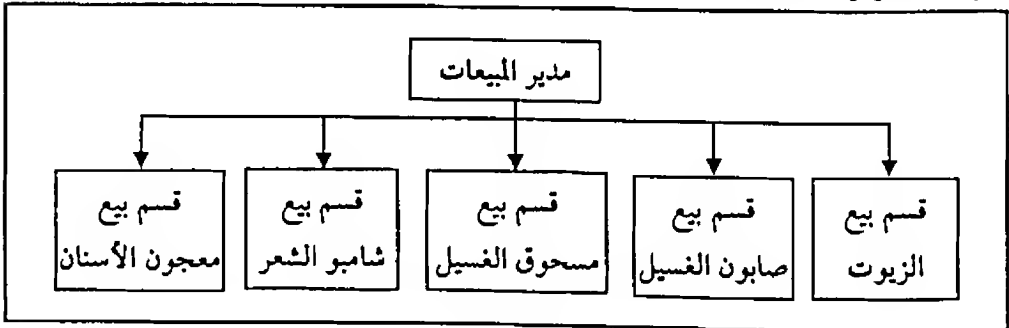 مدير المبيعات
قسم بيع
الزيوت
قسم بيع
صابون الغسيل
قسم بيع
مسحوق الغسيل
قسم بيع
شامبو الشعر
قسم بيع
معجون الأسنان